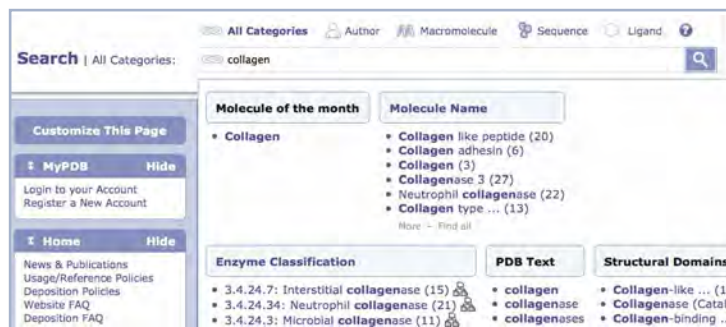 All Categories Author Macromolecule Sequence Ligand ?
Search | All Categories:
collagen
Molecule of the month
Collagen
Molecule Name
Collagen like peptide (20)
Collagen adhesin (6)
Collagen (3)
Collagenase 3 (27)
Neutrophil collagenase (22)
Collagen type ... (13)
More - Find all
Customize This Page
MyPDB Hide
Login to your Account
Register a New Account
Home Hide
News & Publications
Usage/Reference Policies
Deposition Policies
Website FAQ
Deposition FAQ
Enzyme Classification
3.4.24.7: Interstitial collagenase (15)
3.4.24.34: Neutrophil collagenase (21)
3.4.24.3: Microbial collagenase (11)
PDB Text
collagen
collagenase
collagenases
Structural Domains
Collagen-like ... (1
Collagenase (Catal
Collagen-binding ...